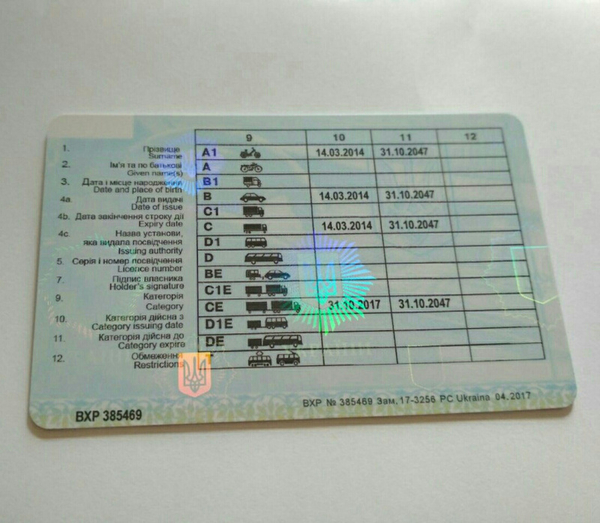 9 10 11 12
1. Прізвище
Surname
2. Ім'я та по батькові
Given name(s)
3. Дата і місце народження
Date and place of birth
4a. Дата видачі
Date of issue
4b. Дата закінчення строку дії
Expiry date
4c. Назва установи,
яка видала посвідчення
Issuing authority
5. Серія і номер посвідчення
Licence number
7. Підпис власника
Holder's signature
9. Категорія
Category
10. Категорія дійсна з
Category issuing date
11. Категорія дійсна до
Category expire
12. Обмеження
Restrictions
A1 14.03.2014 31.10.2047
A
B1
B 14.03.2014 31.10.2047
C1
C 14.03.2014 31.10.2047
D1
D
BE
C1E
CE 31.10.2017 31.10.2047
D1E
DE
BXP 385469
BXP № 385469 Зам.17-3256 PC Ukraina 04.2017